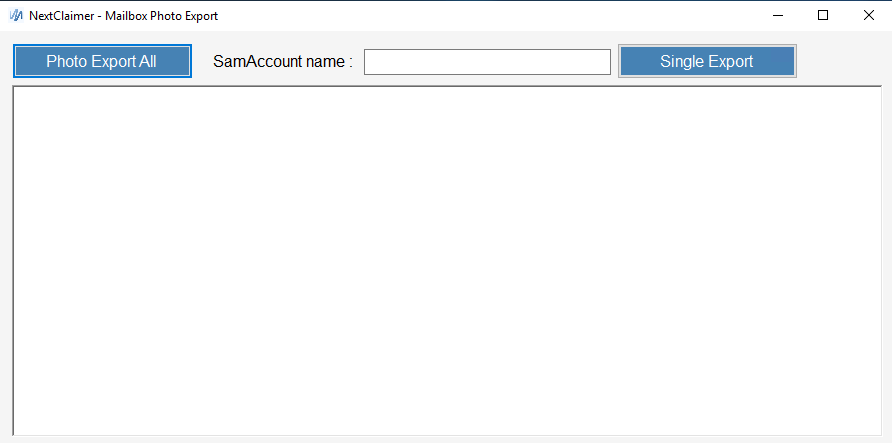 NextClaimer - Mailbox Photo Export
Photo Export All
SamAccount name :
Single Export